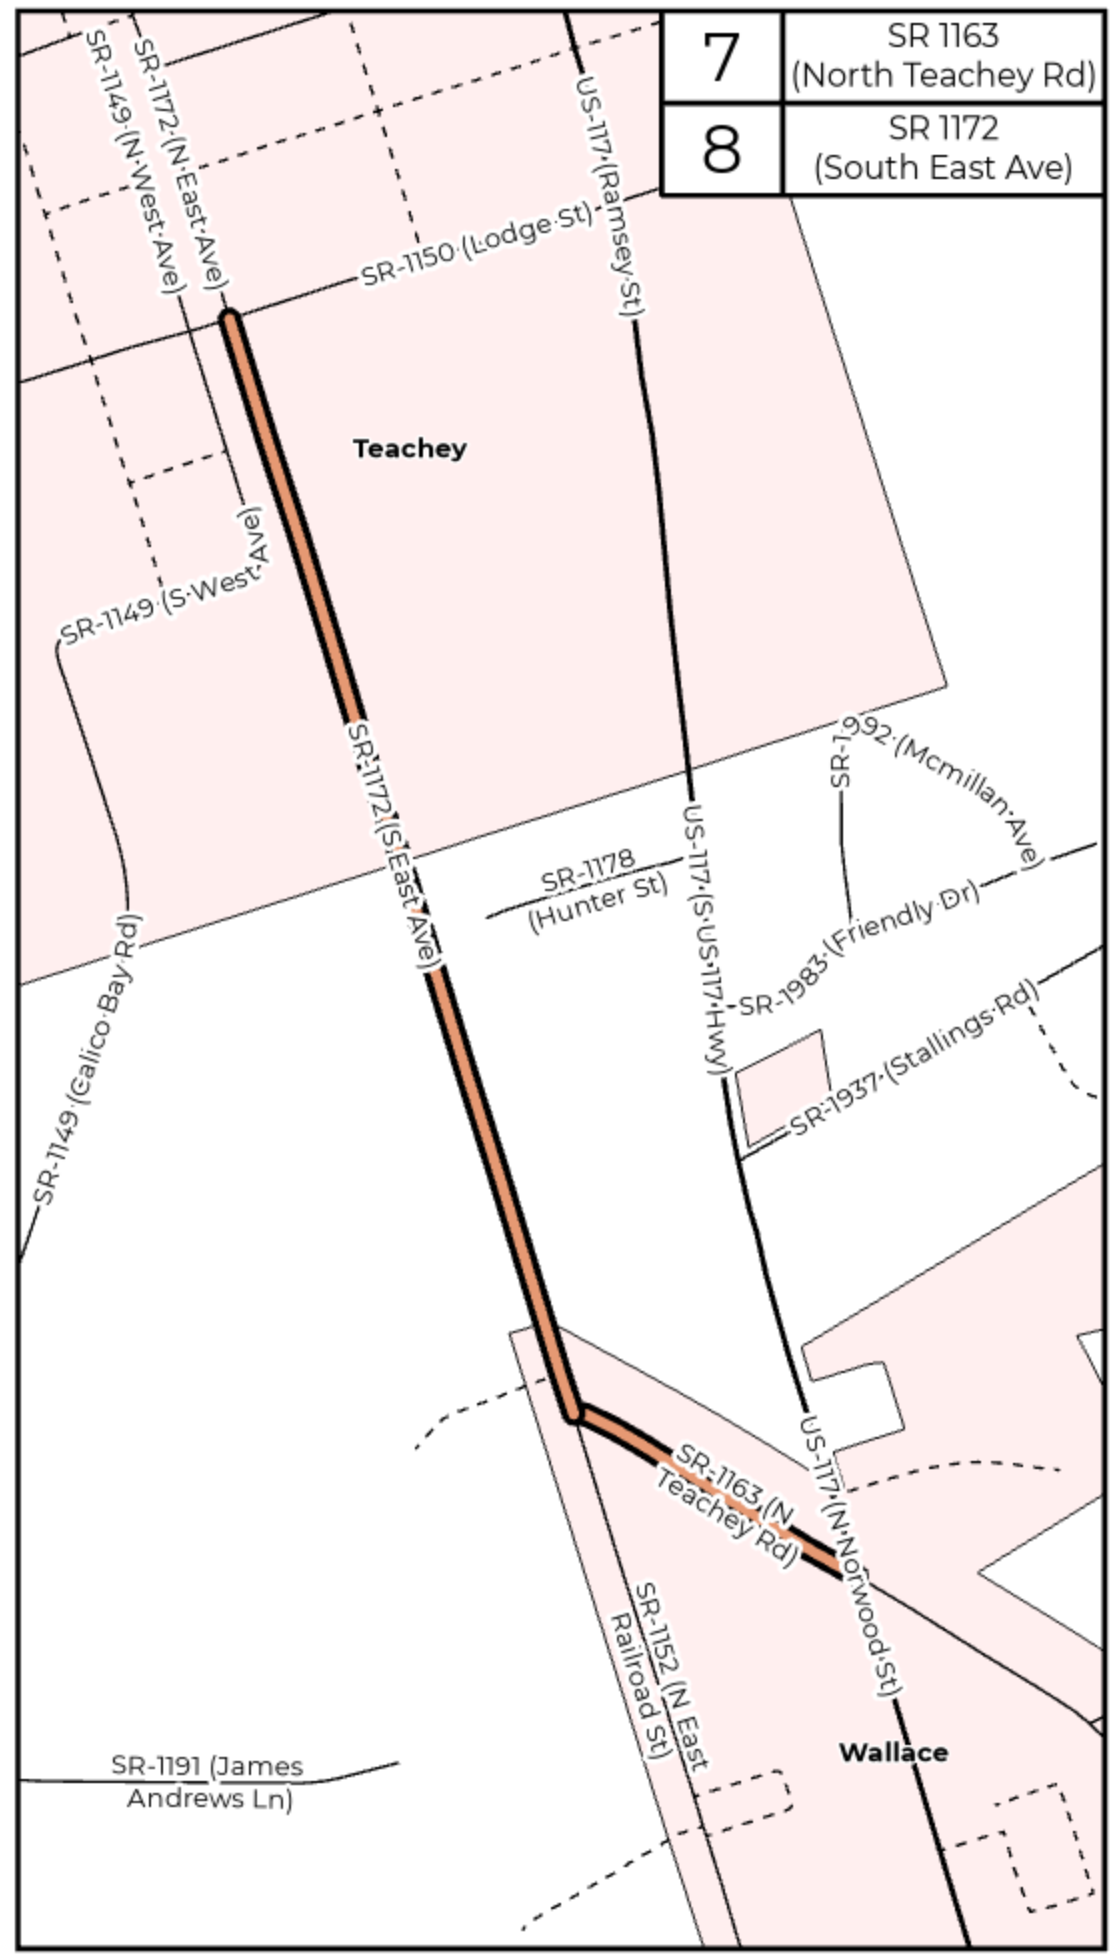 7
SR 1163
(North Teachey Rd)
8
SR 1172
(South East Ave)
SR-1149 (N West Ave)
SR-1172 (N East Ave)
US-117 (Ramsey St)
SR-1150 (Lodge St)
Teachey
SR-1149 (S West Ave)
SR-1172 (S East Ave)
SR-1992 (Mcmillan Ave)
SR-1178
(Hunter St)
US-117 (S US 117 Hwy)
SR-1983 (Friendly Dr)
SR-1149 (Calico Bay Rd)
SR-1937 (Stallings Rd)
SR-1163 (N
Teachey Rd)
US-117 (N Norwood St)
SR-1152 (N East
Railroad St)
Wallace
SR-1191 (James
Andrews Ln)